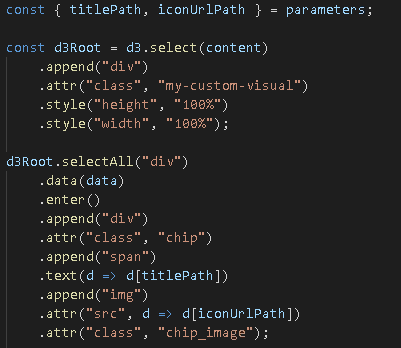 const { titlePath, iconUrlPath } = parameters;
const d3Root = d3.select(content)
.append("div")
.attr("class", "my-custom-visual")
.style("height", "100%")
.style("width", "100%");
d3Root.selectAll("div")
.data(data)
.enter()
.append("div")
.attr("class", "chip")
.append("span")
.text(d => d[titlePath])
.append("img")
.attr("src", d => d[iconUrlPath])
.attr("class", "chip_image");